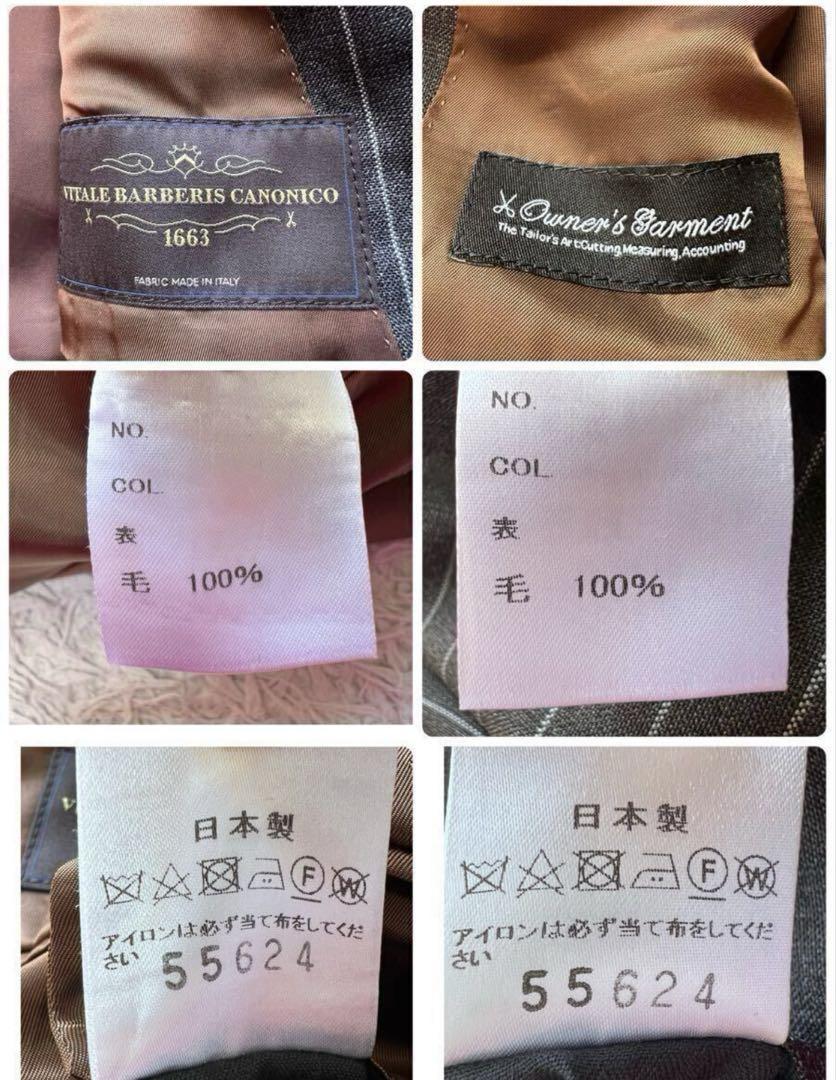 VITALE BARBERIS CANONICO
1663
FABRIC MADE IN ITALY
Owner's Garment
The Tailor's Art:Cutting,Measuring,Accounting
NO.
COL.
表
毛 100%
NO.
COL.
表
毛 100%
日本製
F W
アイロンは必ず当て布をしてくだ
さい
55624
日本製
F W
アイロンは必ず当て布をしてくだ
さい
55624